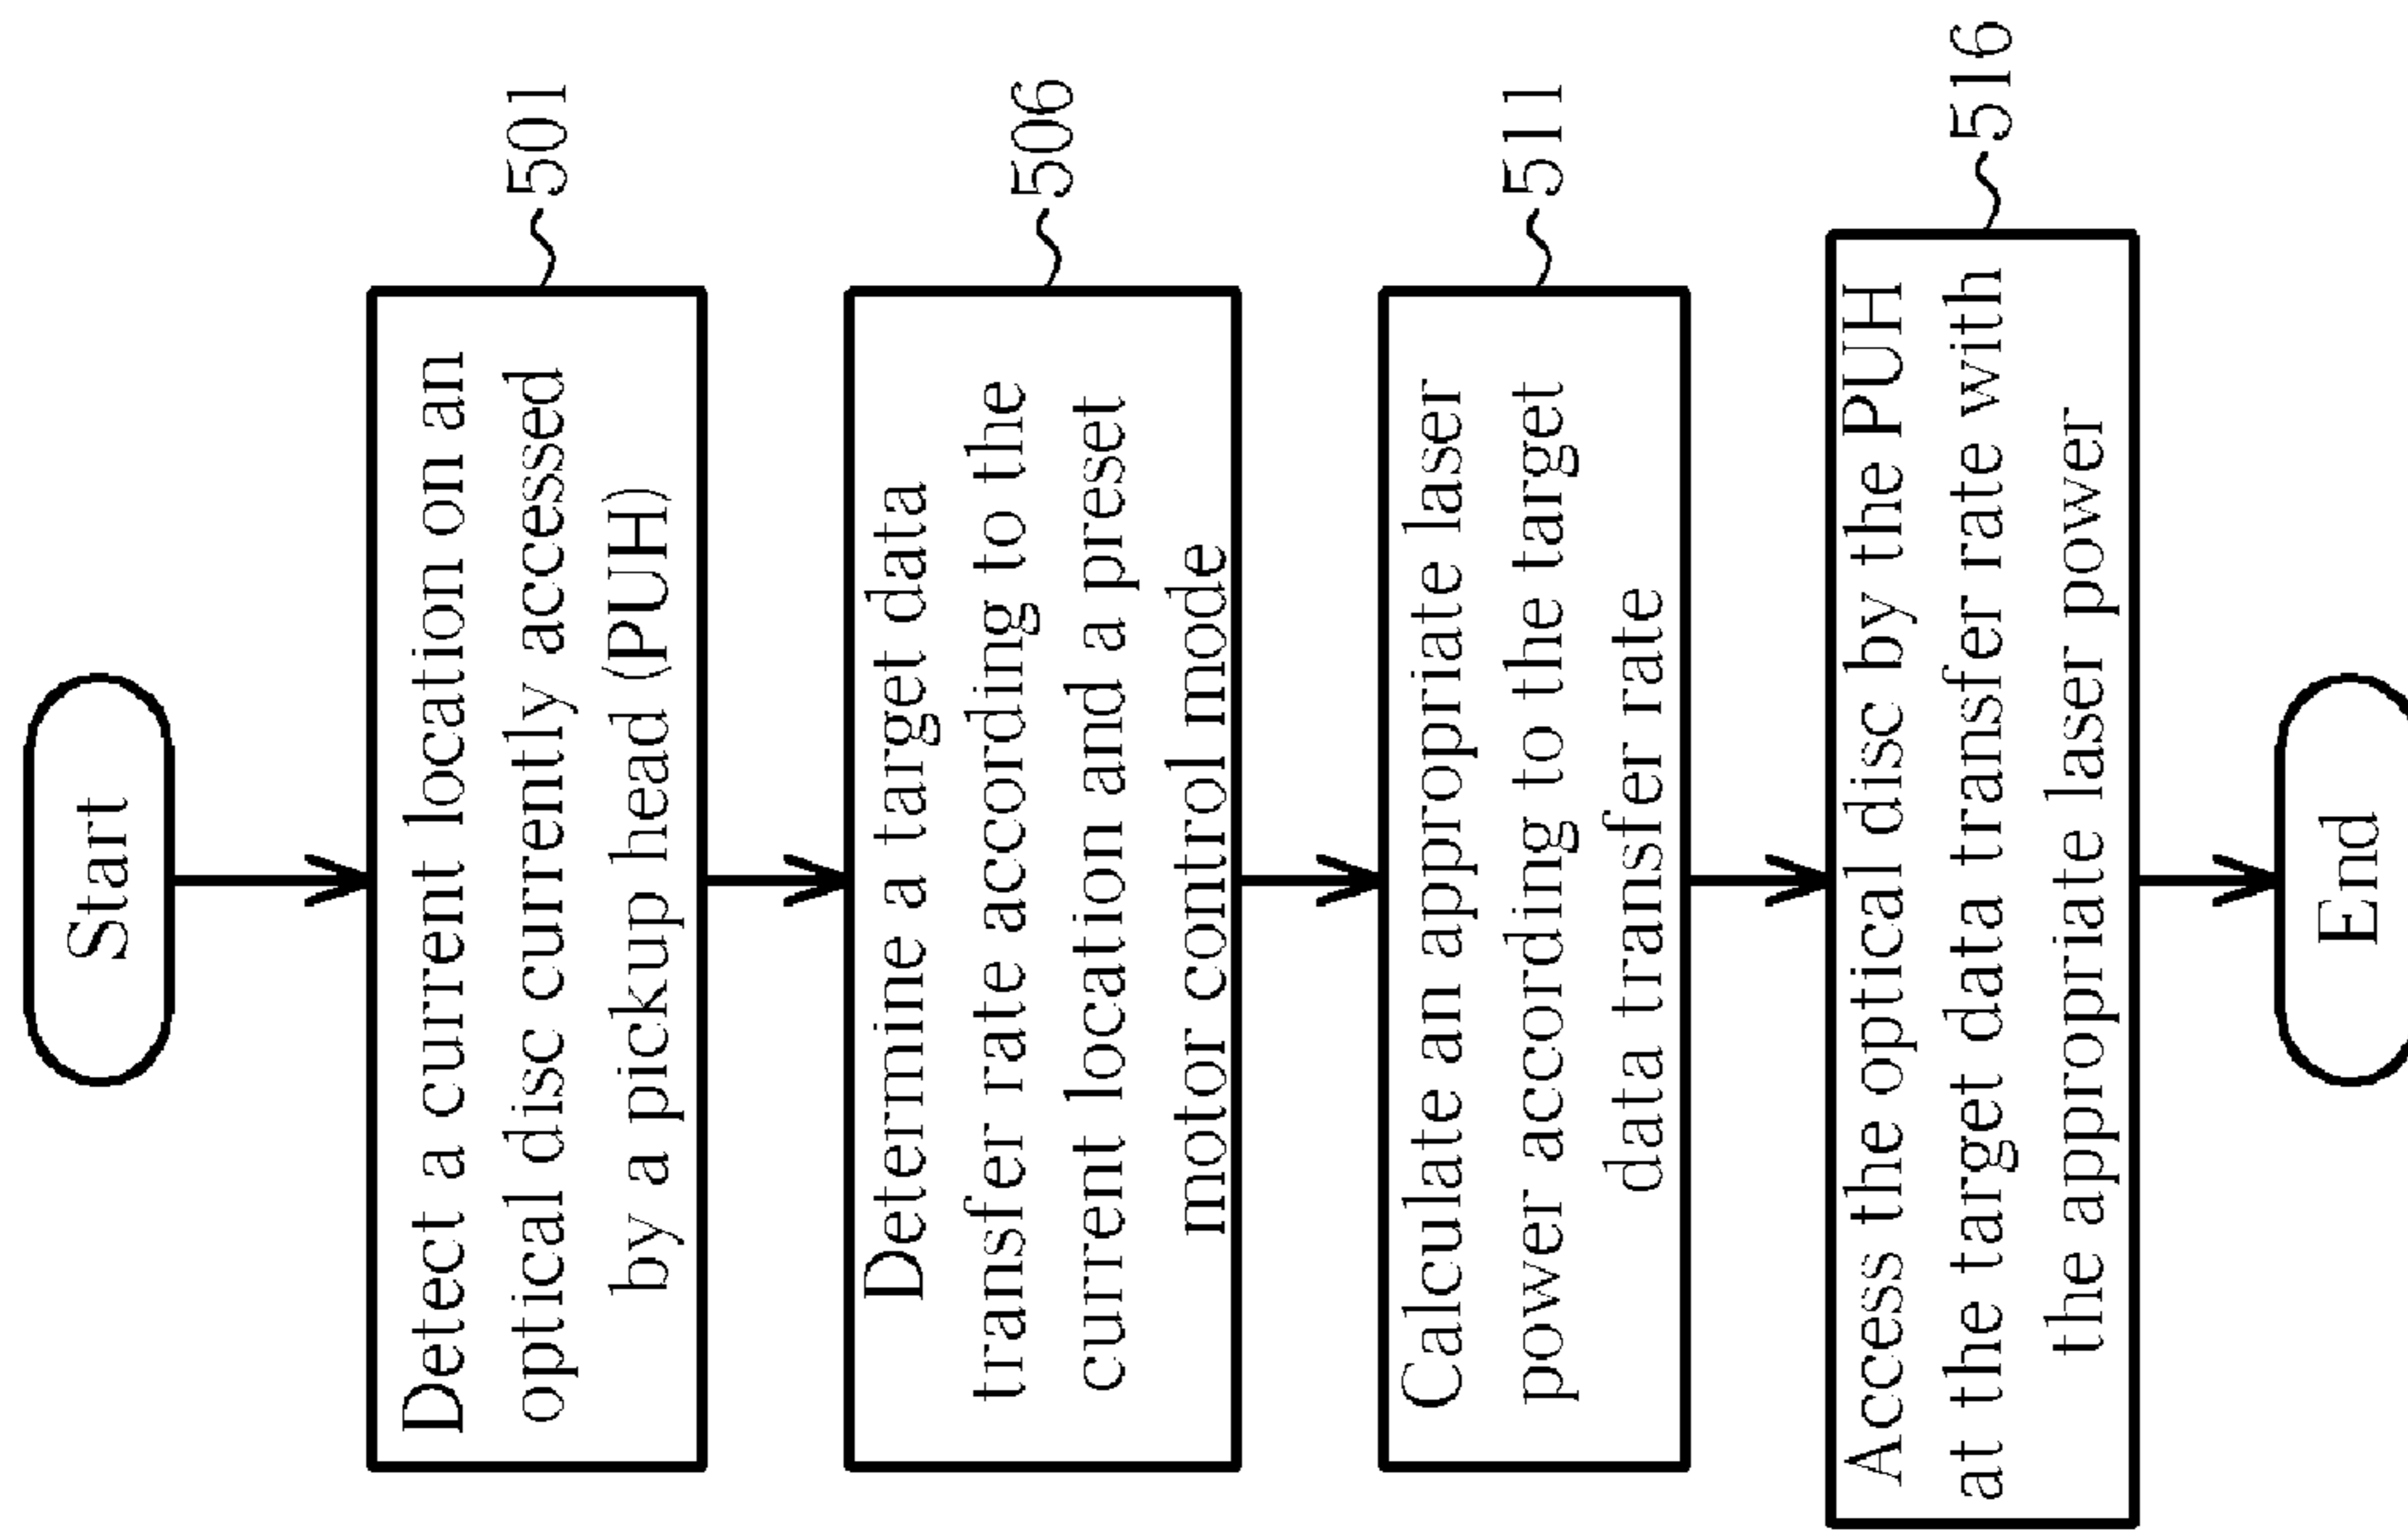 Start
Detect a current location on an
optical disc currently accessed
by a pickup head (PUH)
501
Determine a target data
transfer rate according to the
current location and a preset
motor control mode
506
Calculate an appropriate laser
power according to the target
data transfer rate
511
Access the optical disc by the PUH
at the target data transfer rate with
the appropriate laser power
516
End